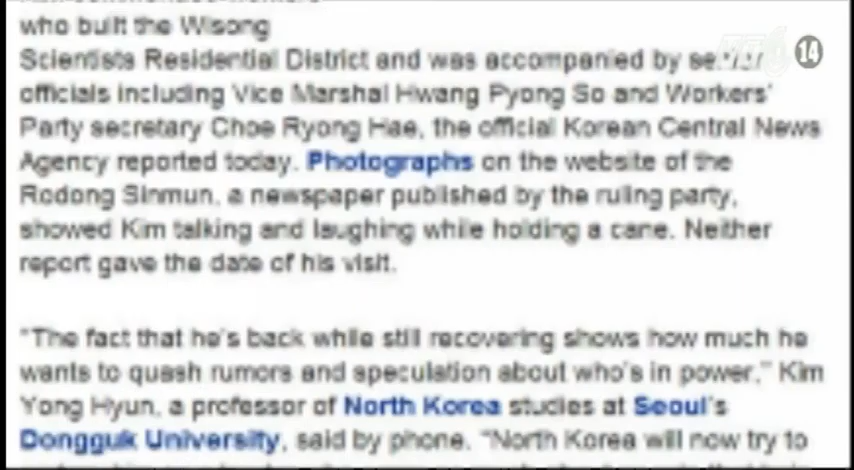 who built the Wisong
Scientists Residential District and was accompanied by senior
officials including Vice Marshal Hwang Pyong So and Workers'
Party secretary Choe Ryong Hae, the official Korean Central News
Agency reported today. Photographs on the website of the
Rodong Sinmun, a newspaper published by the ruling party,
showed Kim talking and laughing while holding a cane. Neither
report gave the date of his visit.
"The fact that he's back while still recovering shows how much he
wants to quash rumors and speculation about who's in power," Kim
Yong Hyun, a professor of North Korea studies at Seoul's
Dongguk University, said by phone. "North Korea will now try to
14